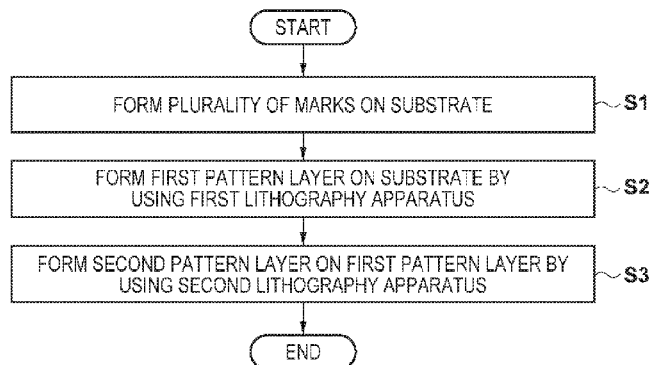 START
FORM PLURALITY OF MARKS ON SUBSTRATE
S1
FORM FIRST PATTERN LAYER ON SUBSTRATE BY
USING FIRST LITHOGRAPHY APPARATUS
S2
FORM SECOND PATTERN LAYER ON FIRST PATTERN LAYER BY
USING SECOND LITHOGRAPHY APPARATUS
S3
END